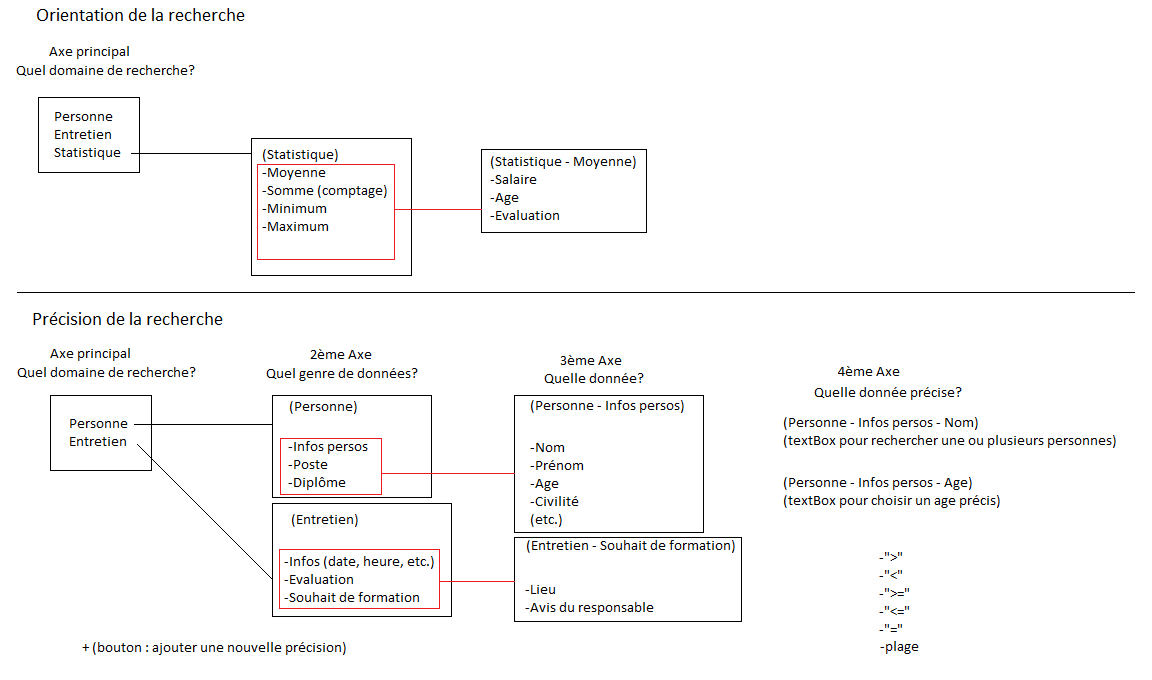 Orientation de la recherche
Axe principal
Quel domaine de recherche?
Personne
Entretien
Statistique
(Statistique)
-Moyenne
-Somme (comptage)
-Minimum
-Maximum
(Statistique - Moyenne)
-Salaire
-Age
-Evaluation
Précision de la recherche
Axe principal
Quel domaine de recherche?
Personne
Entretien
2ème Axe
Quel genre de données?
(Personne)
-Infos persos
-Poste
-Diplôme
(Entretien)
-Infos (date, heure, etc.)
-Evaluation
-Souhait de formation
3ème Axe
Quelle donnée?
(Personne - Infos persos)
-Nom
-Prénom
-Age
-Civilité
(etc.)
(Entretien - Souhait de formation)
-Lieu
-Avis du responsable
4ème Axe
Quelle donnée précise?
(Personne - Infos persos - Nom)
(textBox pour rechercher une ou plusieurs personnes)
(Personne - Infos persos - Age)
(textBox pour choisir un age précis)
-">"
-"<"
-">="
-"<="
-"="
-plage
+ (bouton : ajouter une nouvelle précision)